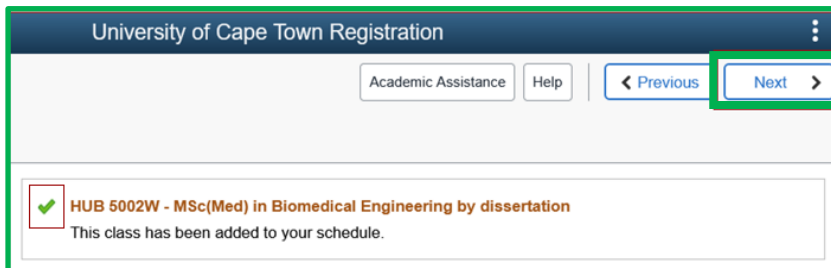 University of Cape Town Registration
Academic Assistance Help Previous Next
HUB 5002W - MSc(Med) in Biomedical Engineering by dissertation
This class has been added to your schedule.